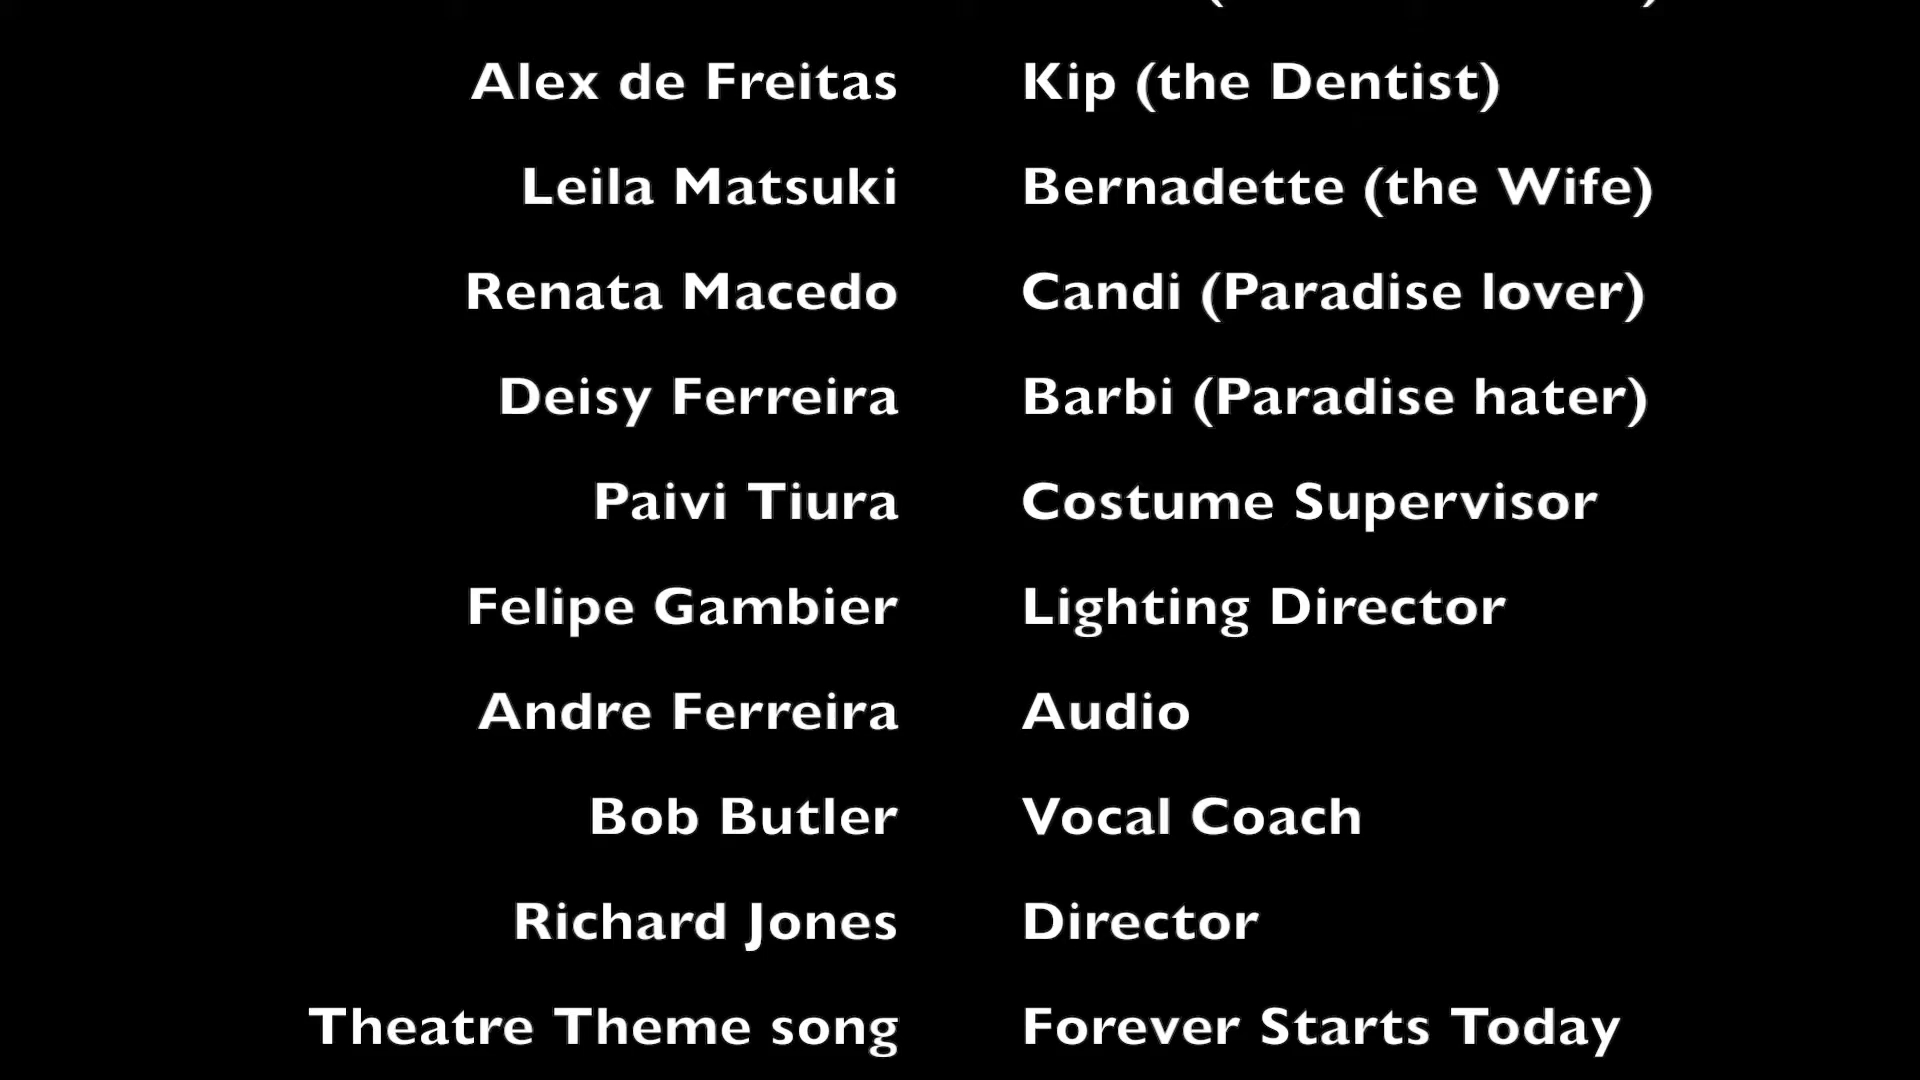 Alex de Freitas Kip (the Dentist)
Leila Matsuki Bernadette (the Wife)
Renata Macedo Candi (Paradise lover)
Deisy Ferreira Barbi (Paradise hater)
Paivi Tiura Costume Supervisor
Felipe Gambier Lighting Director
Andre Ferreira Audio
Bob Butler Vocal Coach
Richard Jones Director
Theatre Theme song Forever Starts Today